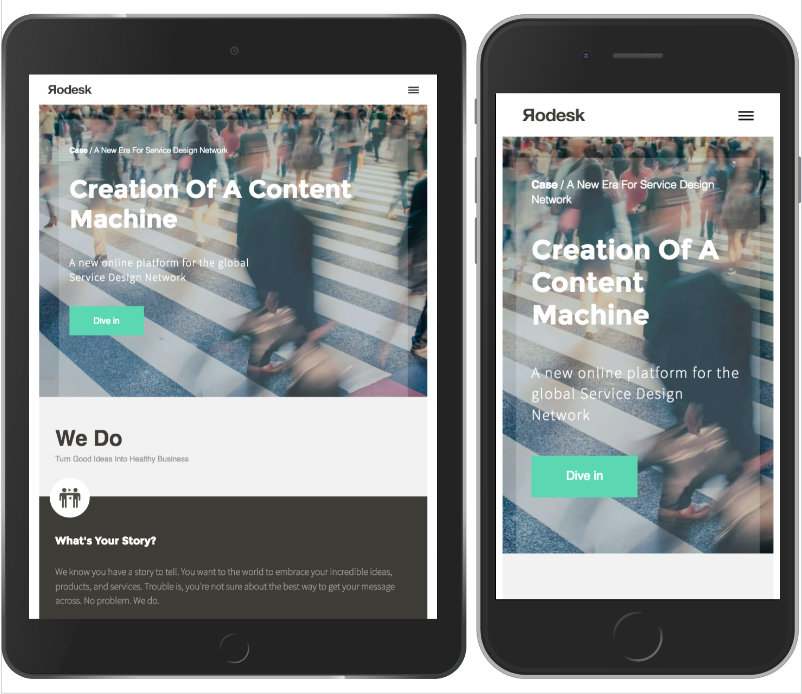 Яodesk
Case / A New Era For Service Design Network
Creation Of A Content
Machine
A new online platform for the global
Service Design Network
Dive in
We Do
Turn Good Ideas Into Healthy Business
What's Your Story?
We know you have a story to tell. You want to the world to embrace your incredible ideas,
products, and services. Trouble is, you're not sure about the best way to get your message
across. No problem. We do.
Яodesk
Case / A New Era For Service Design
Network
Creation Of A
Content
Machine
A new online platform for the
global Service Design
Network
Dive in